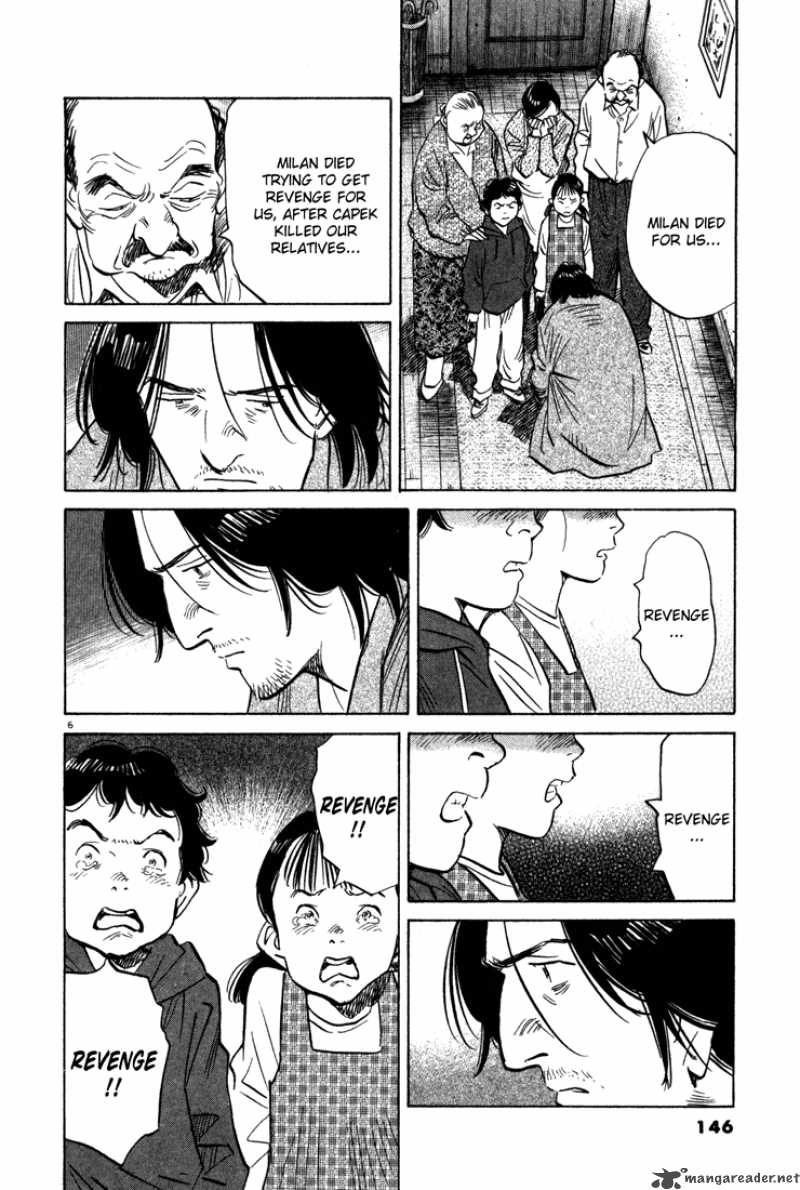 MILAN DIED
FOR US...
MILAN DIED
TRYING TO GET
REVENGE FOR
US, AFTER CAPEK
KILLED OUR
RELATIVES...
REVENGE
...
REVENGE
...
REVENGE
!!
REVENGE
!!
6
146
mangareader.net